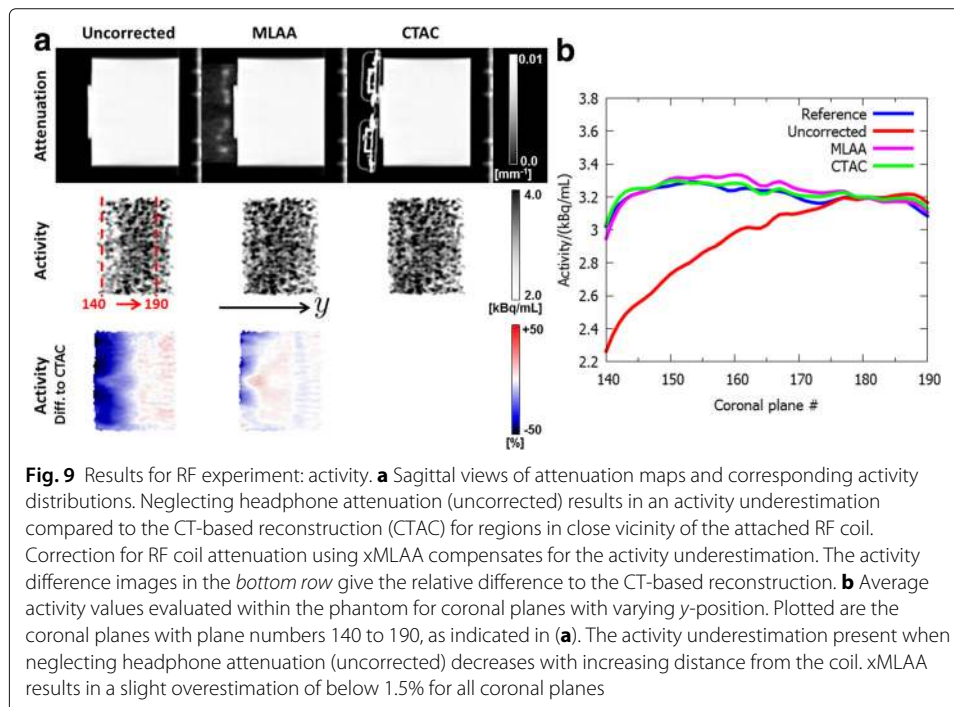 a
Uncorrected MLAA CTAC
Attenuation
0.01
0.0
[mm⁻¹]
Activity
4.0
2.0
[kBq/mL]
140 → 190
y
Activity
Diff. to CTAC
+50
-50
[%]
b
Reference
Uncorrected
MLAA
CTAC
Activity/(kBq/mL)
3.8
3.6
3.4
3.2
3
2.8
2.6
2.4
2.2
140 150 160 170 180 190
Coronal plane #
Fig. 9 Results for RF experiment: activity. a Sagittal views of attenuation maps and corresponding activity
distributions. Neglecting headphone attenuation (uncorrected) results in an activity underestimation
compared to the CT-based reconstruction (CTAC) for regions in close vicinity of the attached RF coil.
Correction for RF coil attenuation using xMLAA compensates for the activity underestimation. The activity
difference images in the bottom row give the relative difference to the CT-based reconstruction. b Average
activity values evaluated within the phantom for coronal planes with varying y-position. Plotted are the
coronal planes with plane numbers 140 to 190, as indicated in (a). The activity underestimation present when
neglecting headphone attenuation (uncorrected) decreases with increasing distance from the coil. xMLAA
results in a slight overestimation of below 1.5% for all coronal planes